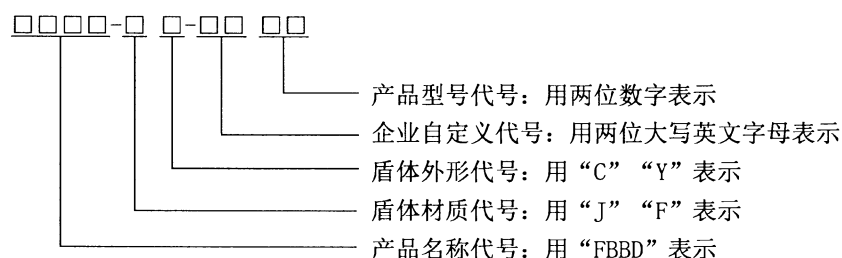 □□□□-□ □-□□ □□
产品型号代号：用两位数字表示
企业自定义代号：用两位大写英文字母表示
盾体外形代号：用“C”“Y”表示
盾体材质代号：用“J”“F”表示
产品名称代号：用“FBBD”表示